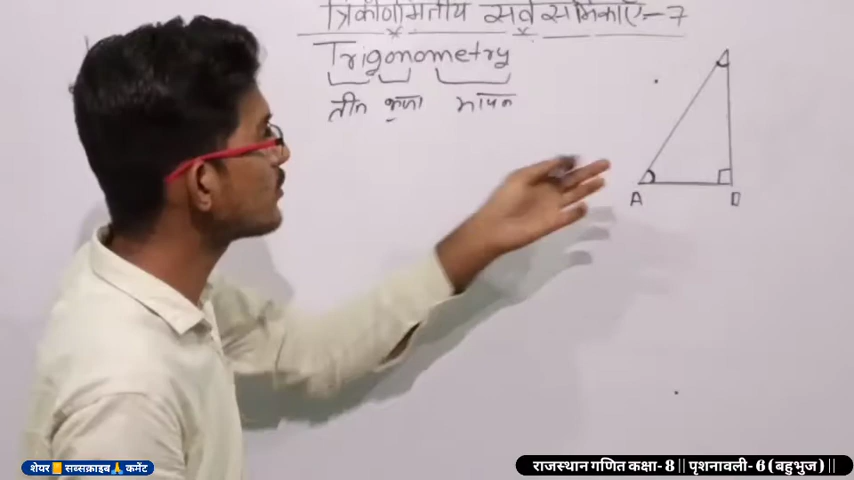 त्रिकोणमितीय सर्वसमिकाएँ-7
Trigonometry
तीन भुजा मापन
A B
शेयर सब्सक्राइब कमेंट
राजस्थान गणित कक्षा- 8 || पृशनावली- 6 ( बहुभुज ) ||